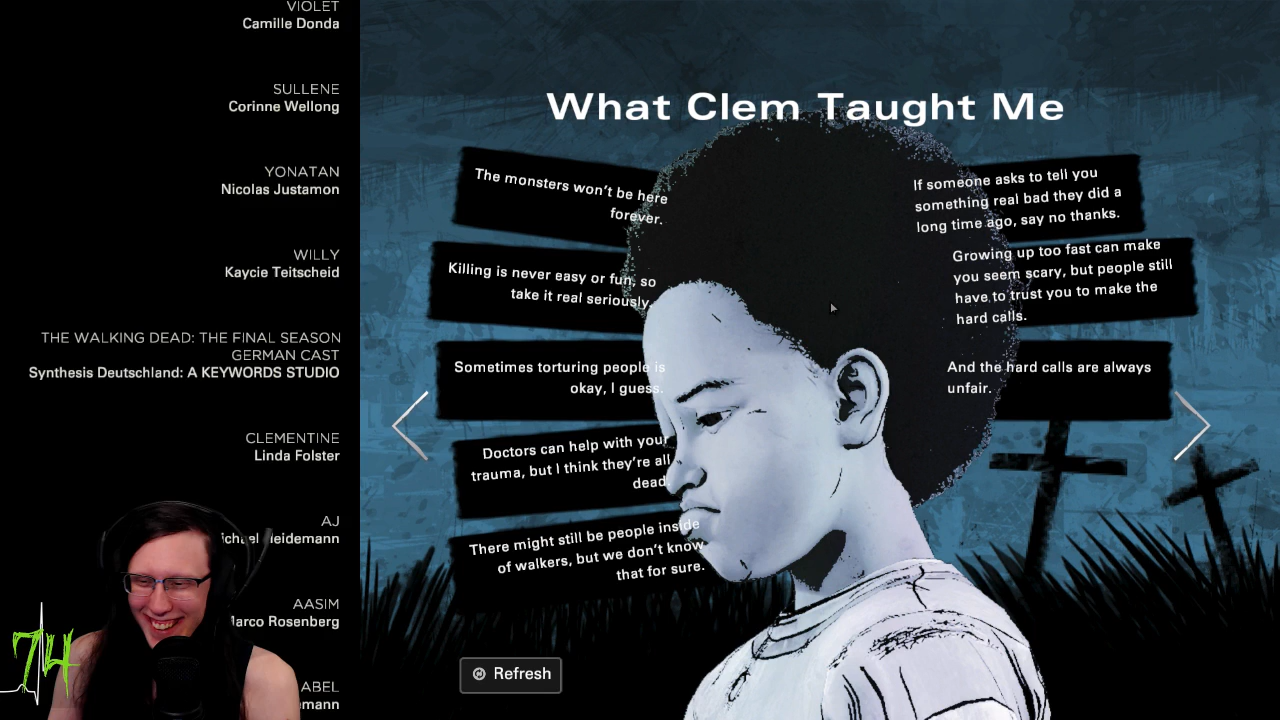 VIOLET
Camille Donda
SULLENE
Corinne Wellong
YONATAN
Nicolas Justamon
WILLY
Kaycie Teitscheid
THE WALKING DEAD: THE FINAL SEASON
GERMAN CAST
Synthesis Deutschland: A KEYWORDS STUDIO
CLEMENTINE
Linda Folster
AJ
AASIM
Rosenberg
ABEL
What Clem Taught Me
The monsters won't be here
forever.
Killing is never easy or fun, so
take it real seriously.
Sometimes torturing people is
okay, I guess.
Doctors can help with your
trauma, but I think they're all
dead.
There might still be people inside
of walkers, but we don't know
that for sure.
If someone asks to tell you
something real bad they did a
long time ago, say no thanks.
Growing up too fast can make
you seem scary, but people still
have to trust you to make the
hard calls.
And the hard calls are always
unfair.
Refresh
74